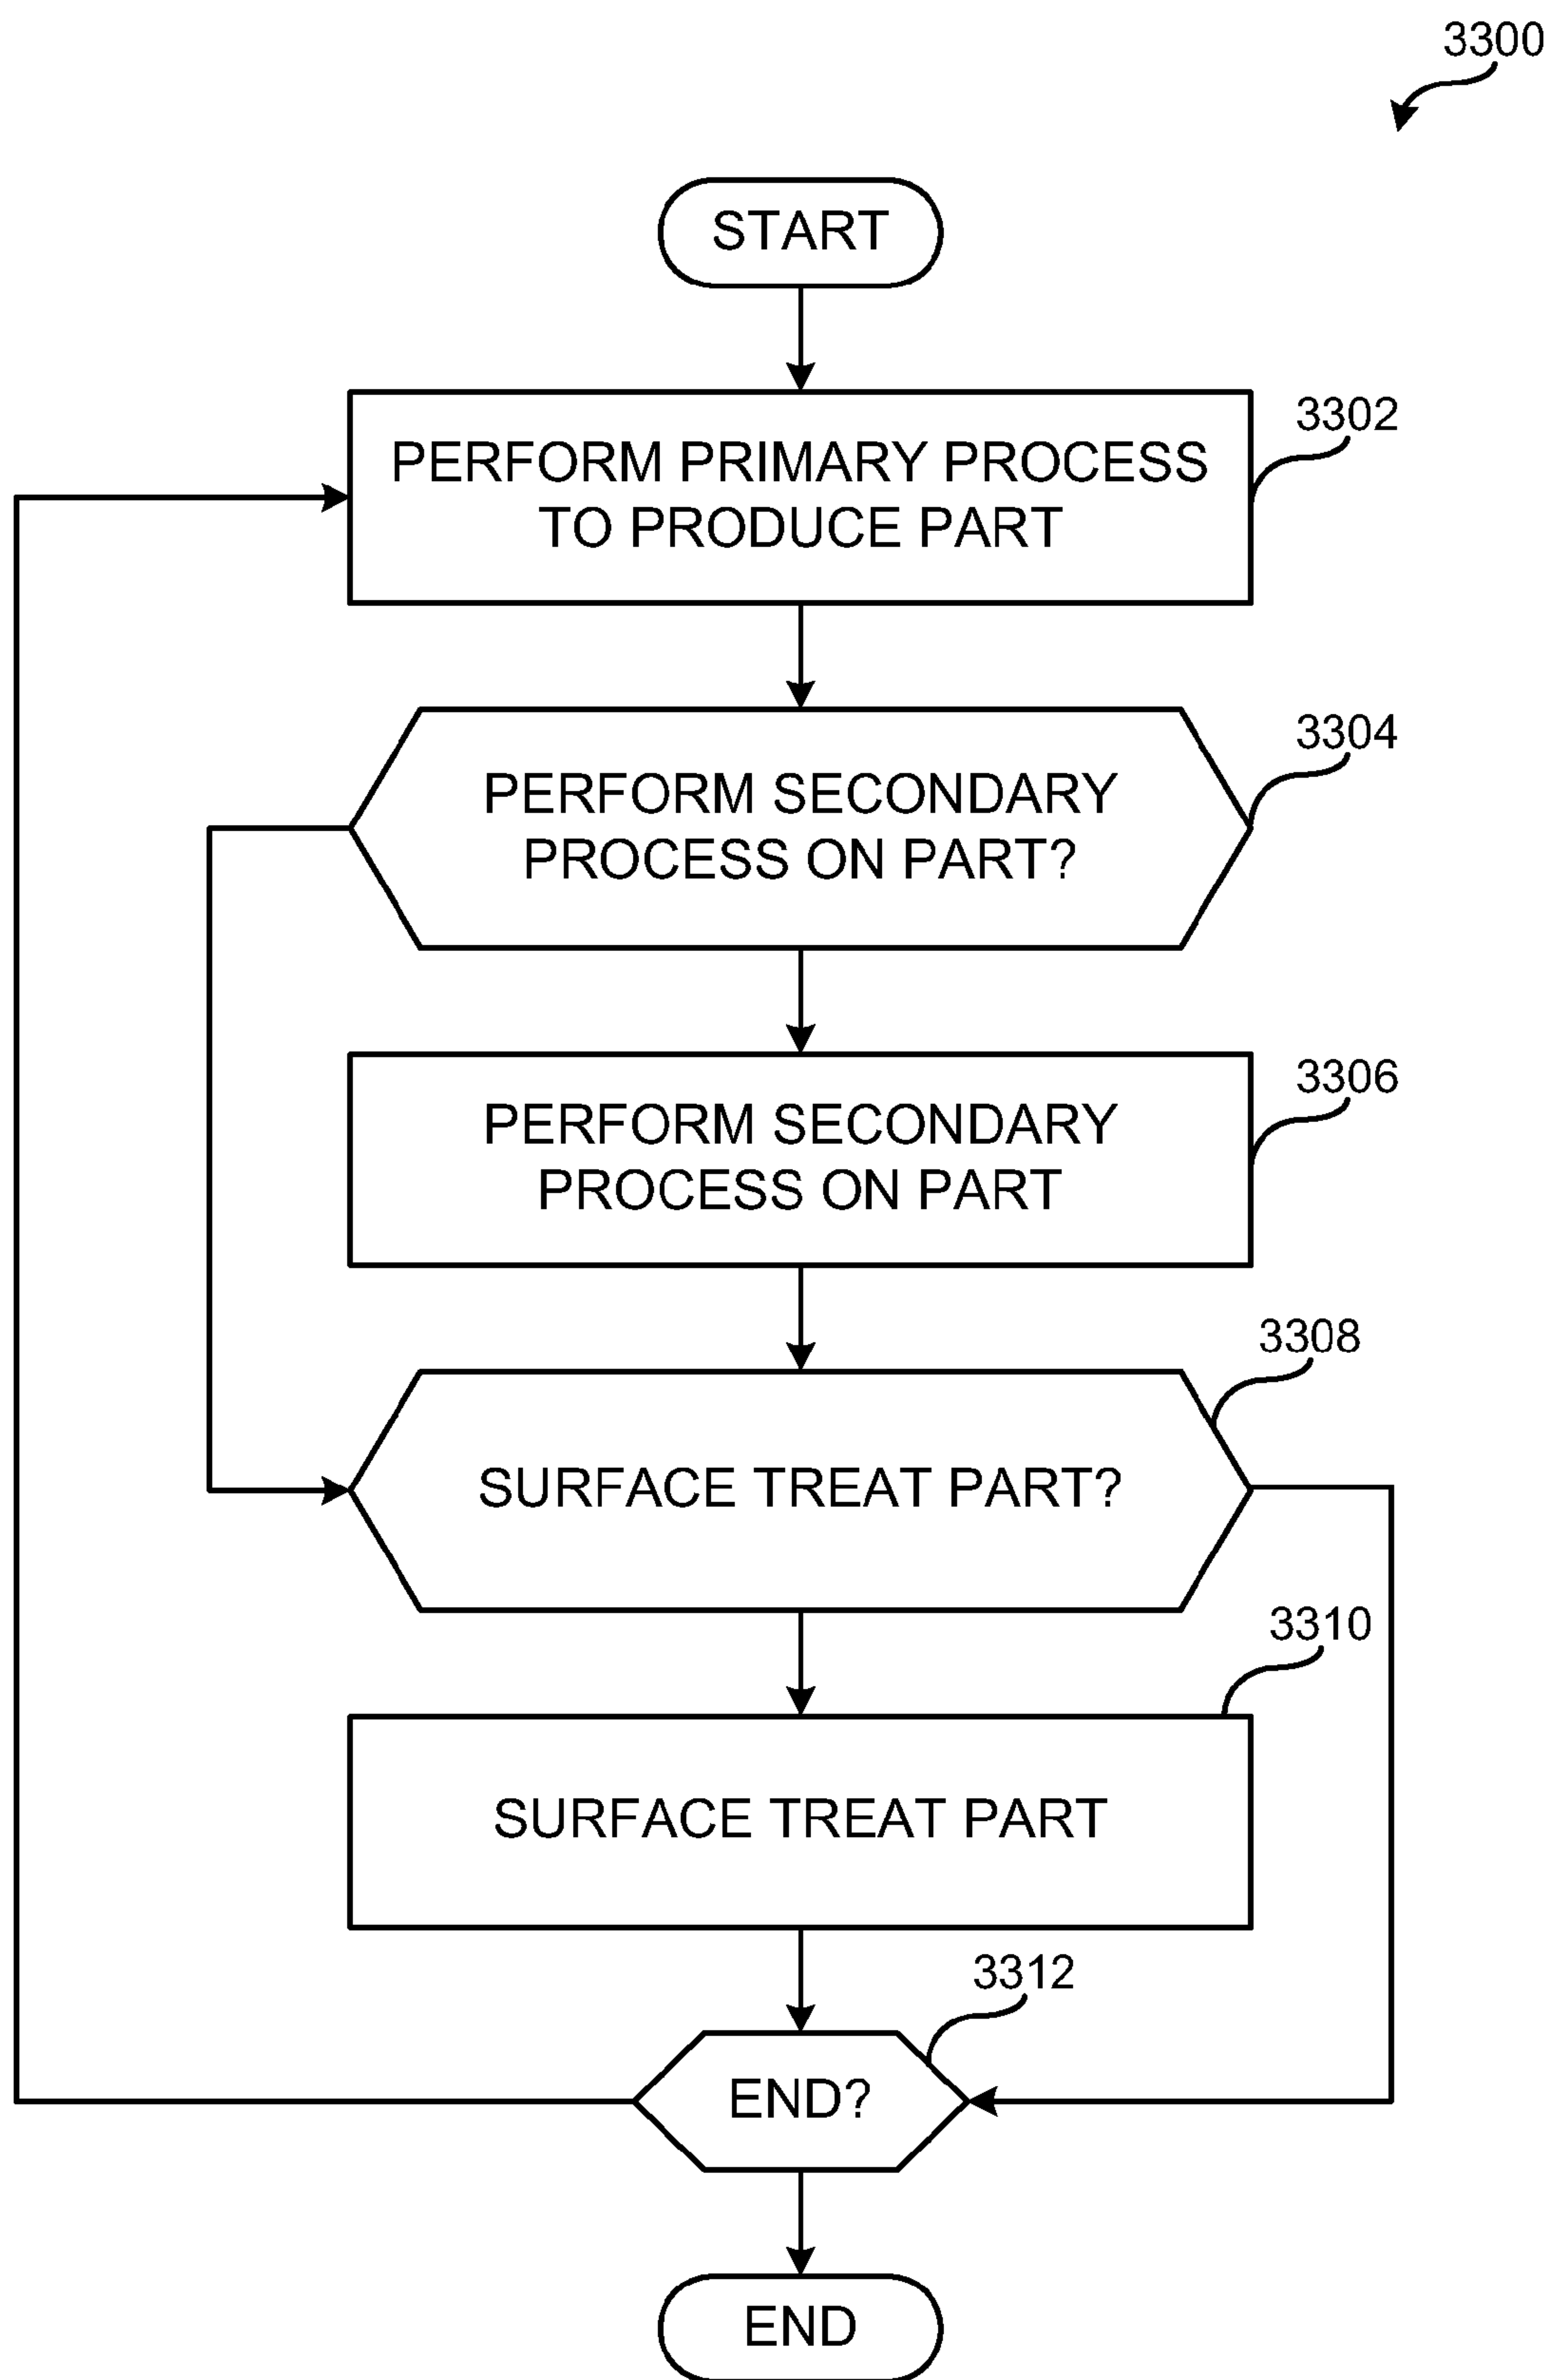 3300
START
3302
PERFORM PRIMARY PROCESS
TO PRODUCE PART
3304
PERFORM SECONDARY
PROCESS ON PART?
3306
PERFORM SECONDARY
PROCESS ON PART
3308
SURFACE TREAT PART?
3310
SURFACE TREAT PART
3312
END?
END